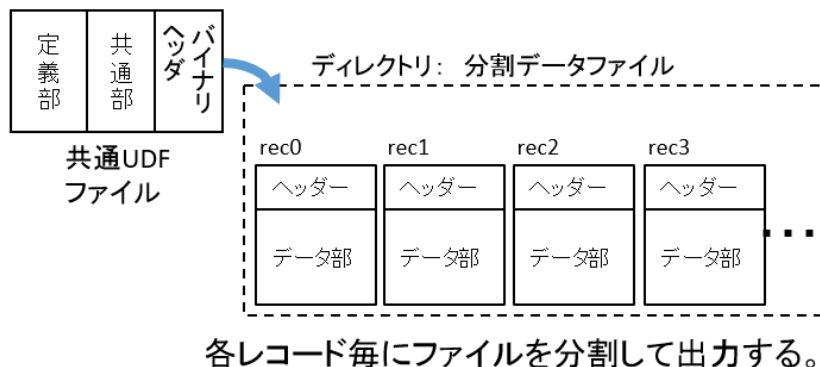 定義部
共通部
バイナリ
ヘッダ
共通UDF
ファイル
ディレクトリ： 分割データファイル
rec0 rec1 rec2 rec3
ヘッダー ヘッダー ヘッダー ヘッダー
データ部 データ部 データ部 データ部
...
各レコード毎にファイルを分割して出力する。